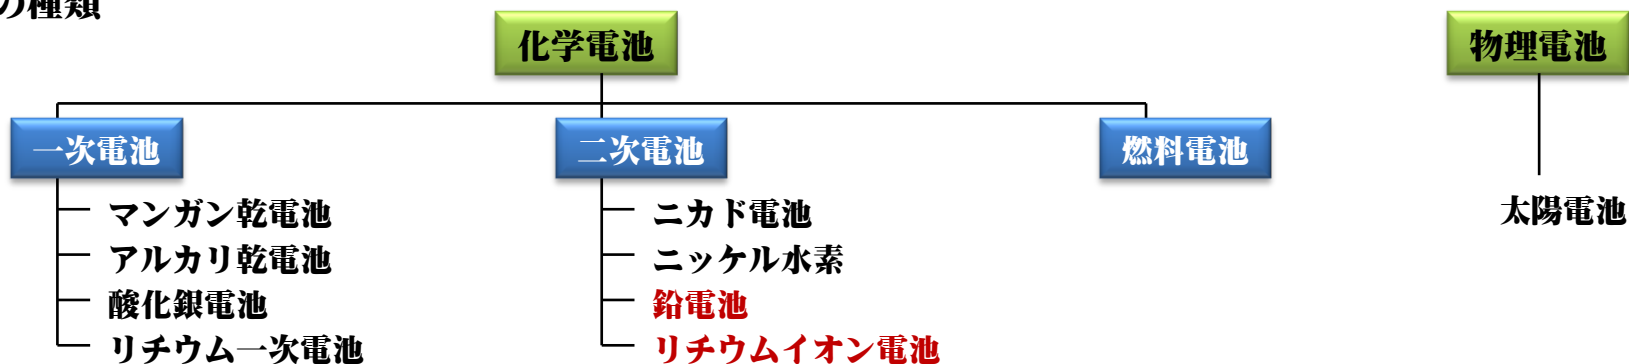 の種類
化学電池
物理電池
一次電池
二次電池
燃料電池
マンガン乾電池
アルカリ乾電池
酸化銀電池
リチウム一次電池
ニカド電池
ニッケル水素
鉛電池
リチウムイオン電池
太陽電池